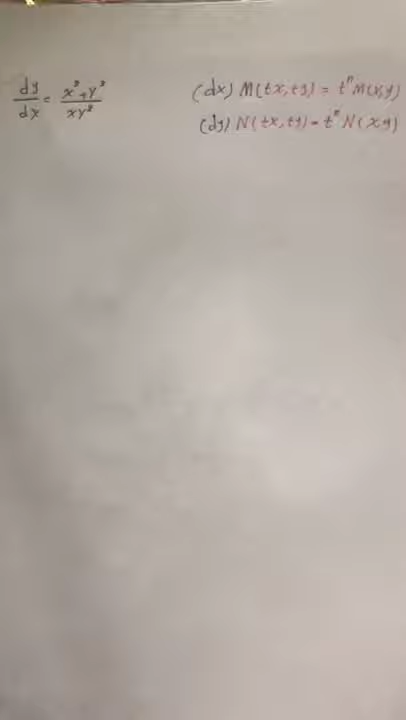 dy/dx = x³+y³/xy²
(dx) M(tx,ty) = tⁿM(x,y)
(dy) N(tx,ty) = tⁿN(x,y)